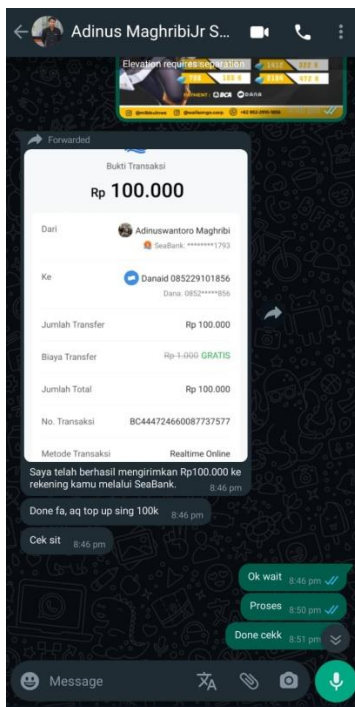 Adinus MaghribiJr S...
Elevation requires separation
PAYMENT : BCA DANA
Forwarded
Bukti Transaksi
Rp 100.000
Dari
Adinuswantoro Maghribi
SeaBank: ********1793
Ke
Danaid 085229101856
Dana: 0852*****856
Jumlah Transfer
Rp 100.000
Biaya Transfer
Rp 1.000 GRATIS
Jumlah Total
Rp 100.000
No. Transaksi
BC444724660087737577
Metode Transaksi
Realtime Online
Saya telah berhasil mengirimkan Rp100.000 ke
rekening kamu melalui SeaBank.
8:46 pm
Done fa, aq top up sing 100k
8:46 pm
Cek sit
8:46 pm
Ok wait
8:46 pm
Proses
8:50 pm
Done cekk
8:51 pm
Message